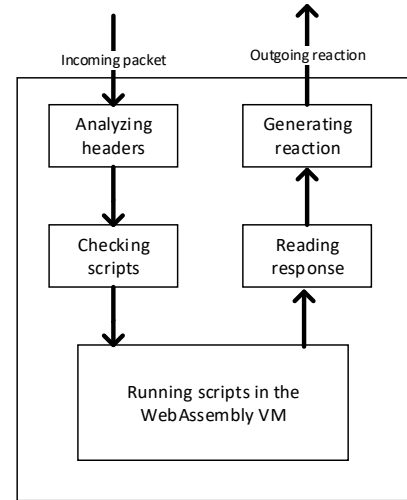 Incoming packet
Outgoing reaction
Analyzing
headers
Generating
reaction
Checking
scripts
Reading
response
Running scripts in the
WebAssembly VM